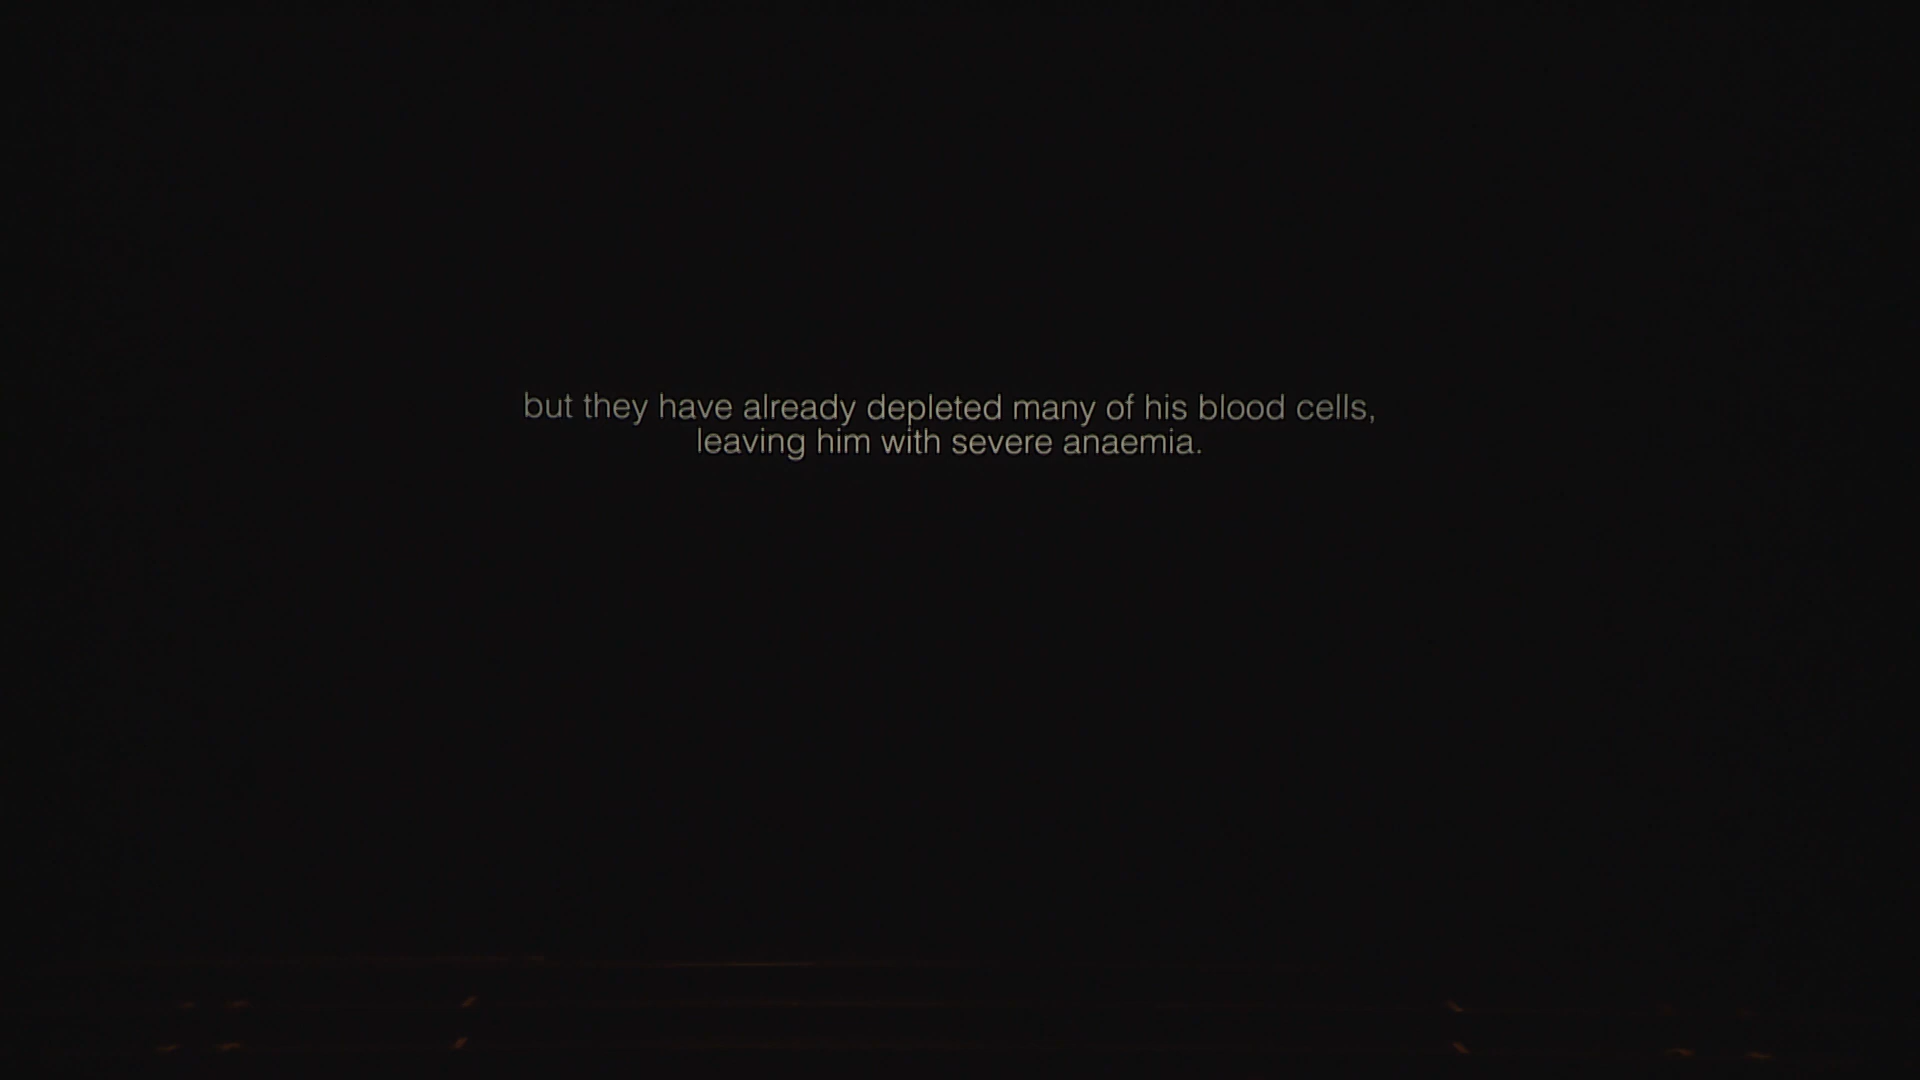 but they have already depleted many of his blood cells,
leaving him with severe anaemia.